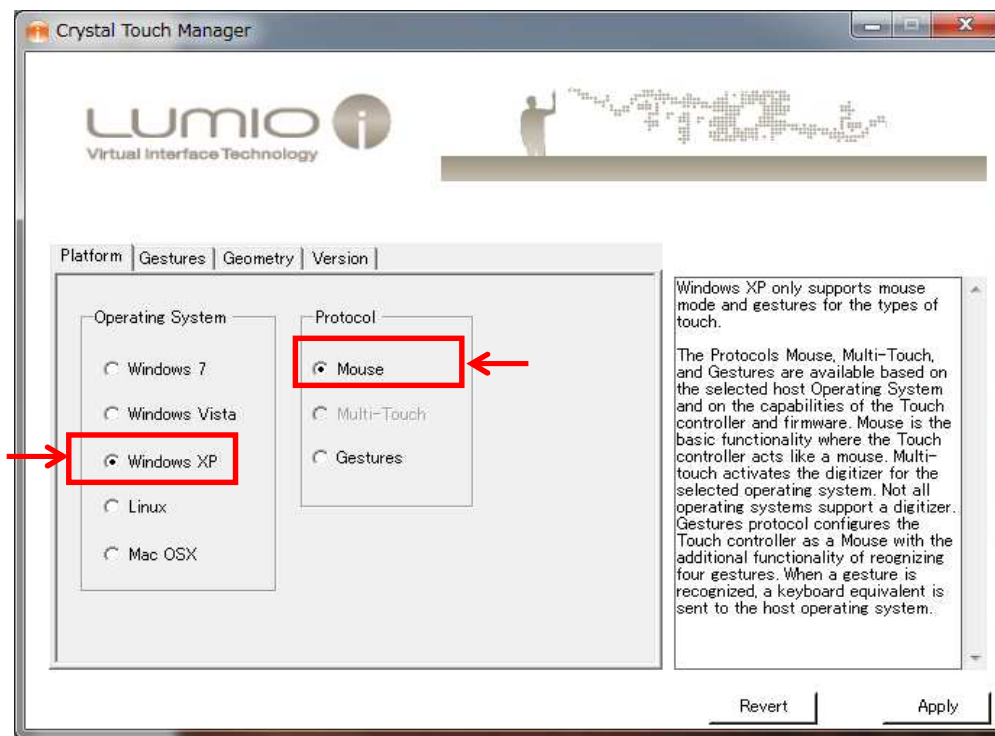 Crystal Touch Manager
LUMIO i
Virtual Interface Technology
Platform Gestures Geometry Version
Operating System
Windows 7
Windows Vista
Windows XP
Linux
Mac OSX
Protocol
Mouse
Multi-Touch
Gestures
Windows XP only supports mouse
mode and gestures for the types of
touch.
The Protocols Mouse, Multi-Touch,
and Gestures are available based on
the selected host Operating System
and on the capabilities of the Touch
controller and firmware. Mouse is the
basic functionality where the Touch
controller acts like a mouse. Multi-
touch activates the digitizer for the
selected operating system. Not all
operating systems support a digitizer.
Gestures protocol configures the
Touch controller as a Mouse with the
additional functionality of reognizing
four gestures. When a gesture is
recognized, a keyboard equivalent is
sent to the host operating system.
Revert Apply